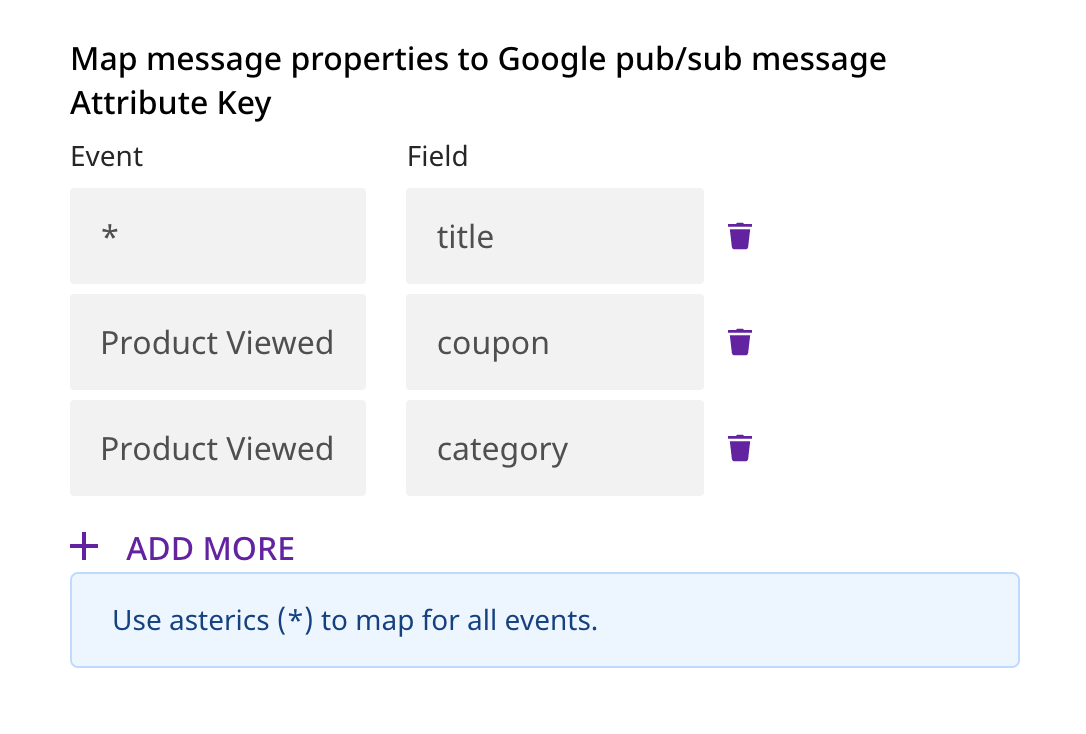 Map message properties to Google pub/sub message
Attribute Key
Event Field
* title
Product Viewed coupon
Product Viewed category
+ ADD MORE
Use asterics (*) to map for all events.